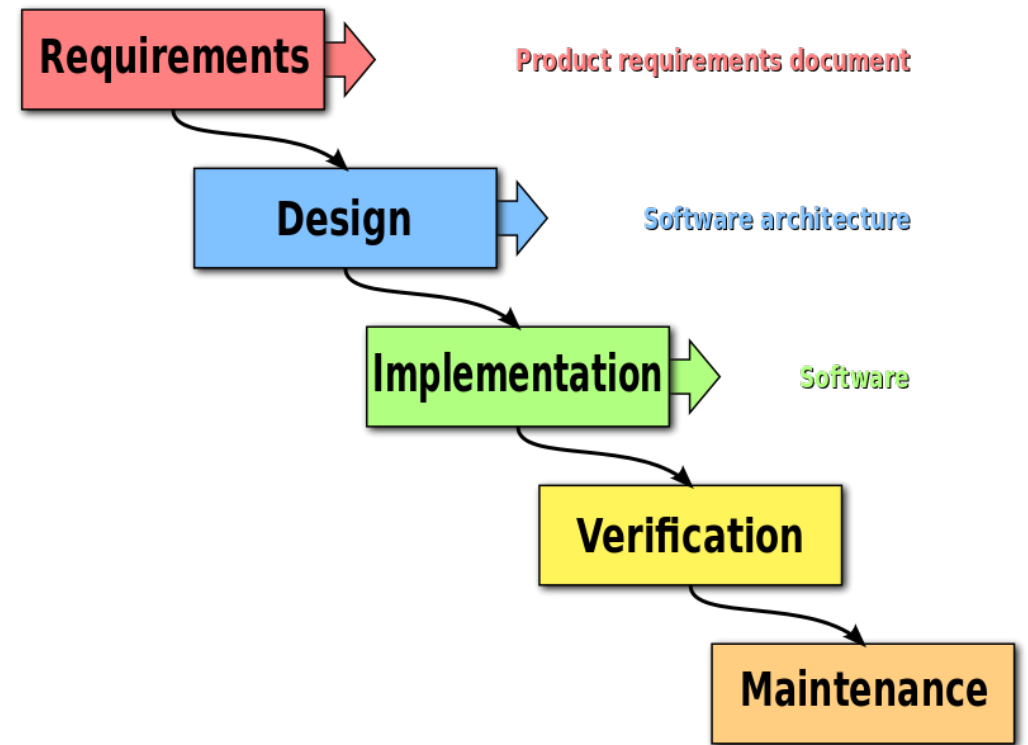 Requirements
Product requirements document
Design
Software architecture
Implementation
Software
Verification
Maintenance